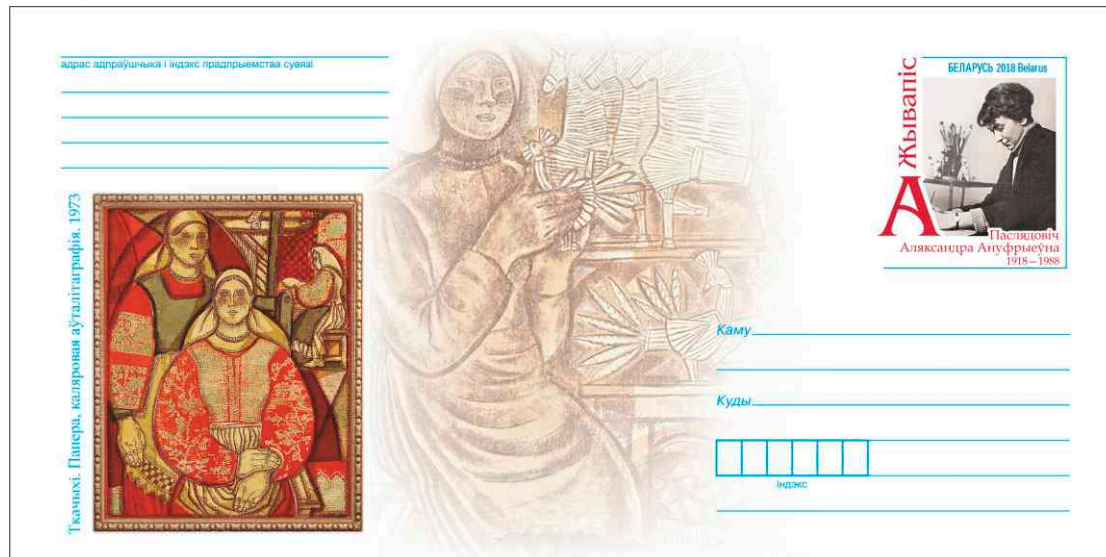 адрас адпраўшчыка і індэкс прадпрыемства сувязі
Ткачыхі. Папера, каляровая аўталітаграфія. 1973
БЕЛАРУСЬ 2018 Belarus
Жывапіс
А
Паслядовіч
Аляксандра Ануфрыеўна
1918–1988
Каму
Куды
індэкс